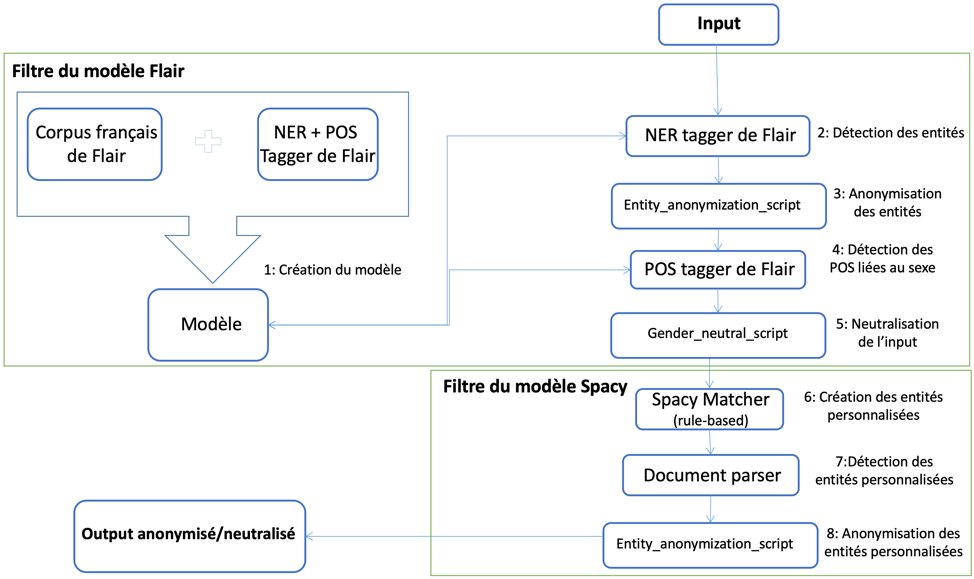 Input
Filtre du modèle Flair
Corpus français
de Flair
NER + POS
Tagger de Flair
NER tagger de Flair
2: Détection des entités
Entity_anonymization_script
3: Anonymisation
des entités
1: Création du modèle
POS tagger de Flair
4: Détection des
POS liées au sexe
Modèle
Gender_neutral_script
5: Neutralisation
de l'input
Filtre du modèle Spacy
Spacy Matcher
(rule-based)
6: Création des entités
personnalisées
Document parser
7:Détection des
entités personnalisées
Output anonymisé/neutralisé
Entity_anonymization_script
8: Anonymisation des
entités personnalisées